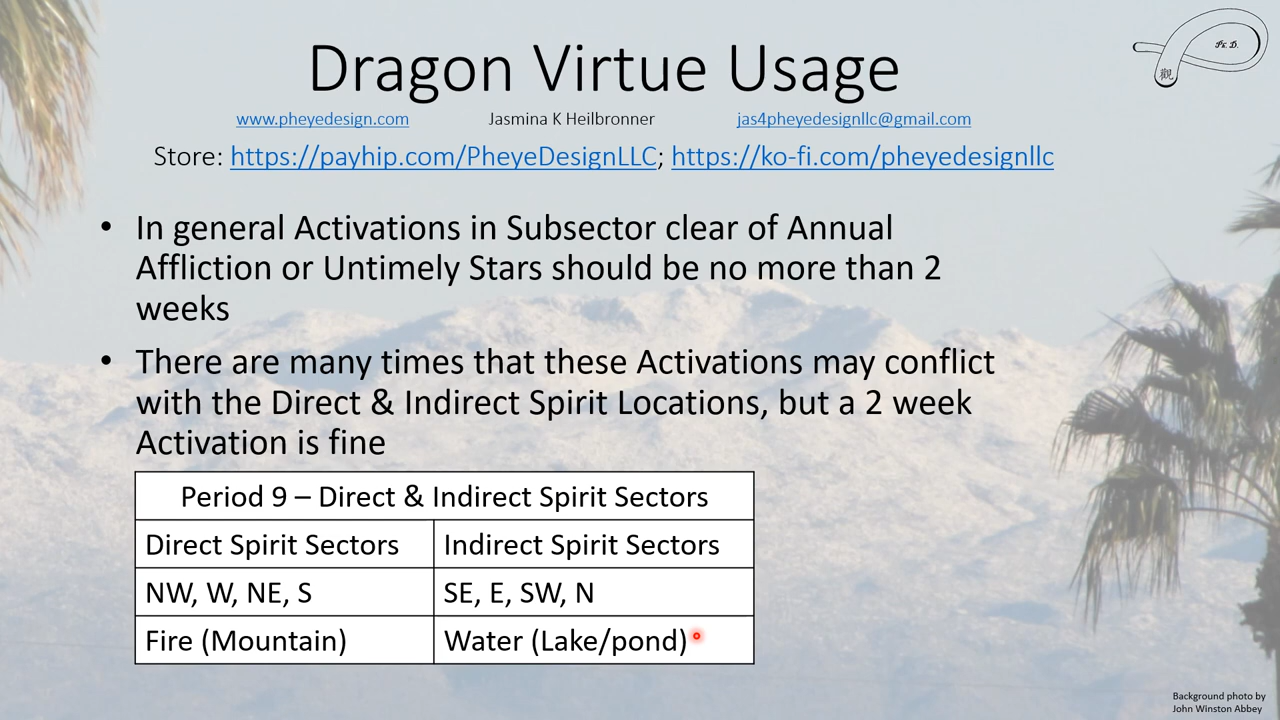 Dragon Virtue Usage
Ph. D.
觀
www.pheyedesign.com Jasmina K Heilbronner jas4pheyedesignllc@gmail.com
Store: https://payhip.com/PheyeDesignLLC; https://ko-fi.com/pheyedesignllc
• In general Activations in Subsector clear of Annual
Affliction or Untimely Stars should be no more than 2
weeks
• There are many times that these Activations may conflict
with the Direct & Indirect Spirit Locations, but a 2 week
Activation is fine
Period 9 – Direct & Indirect Spirit Sectors
Direct Spirit Sectors Indirect Spirit Sectors
NW, W, NE, S SE, E, SW, N
Fire (Mountain) Water (Lake/pond)
Background photo by
John Winston Abbey